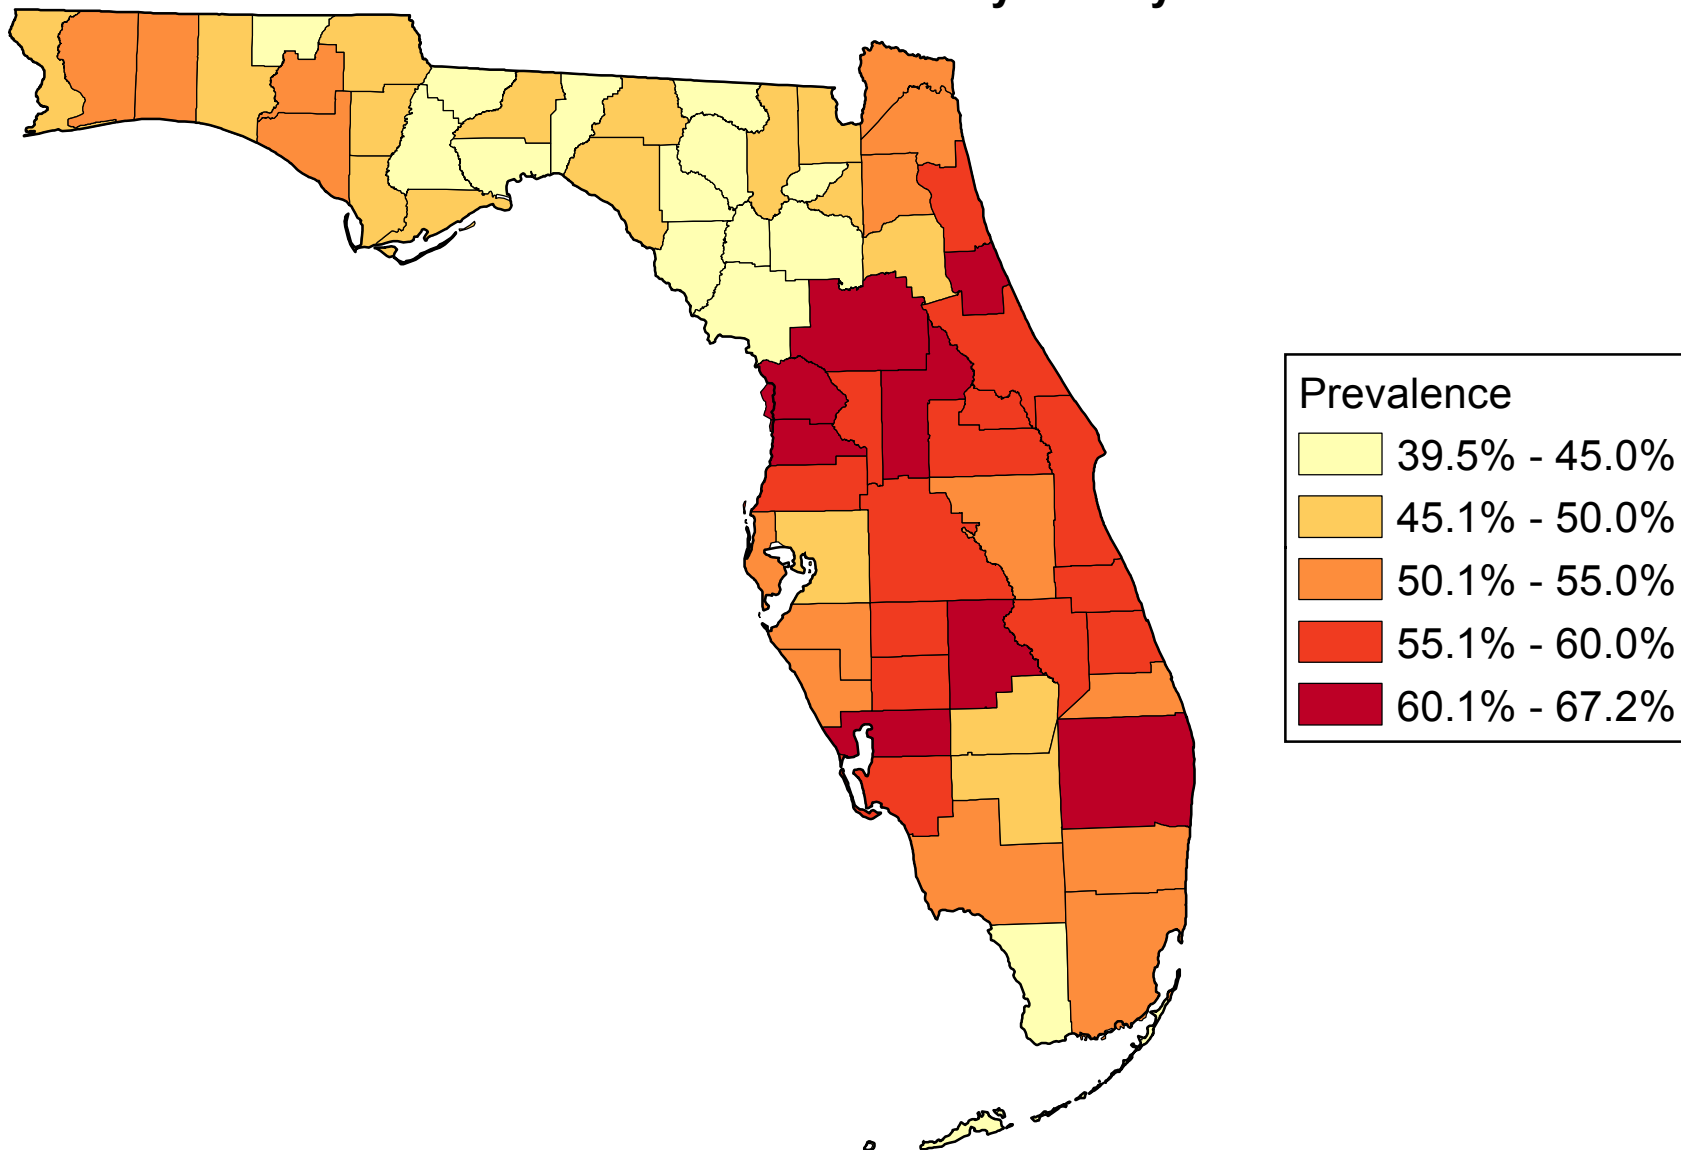 Prevalence
39.5% - 45.0%
45.1% - 50.0%
50.1% - 55.0%
55.1% - 60.0%
60.1% - 67.2%